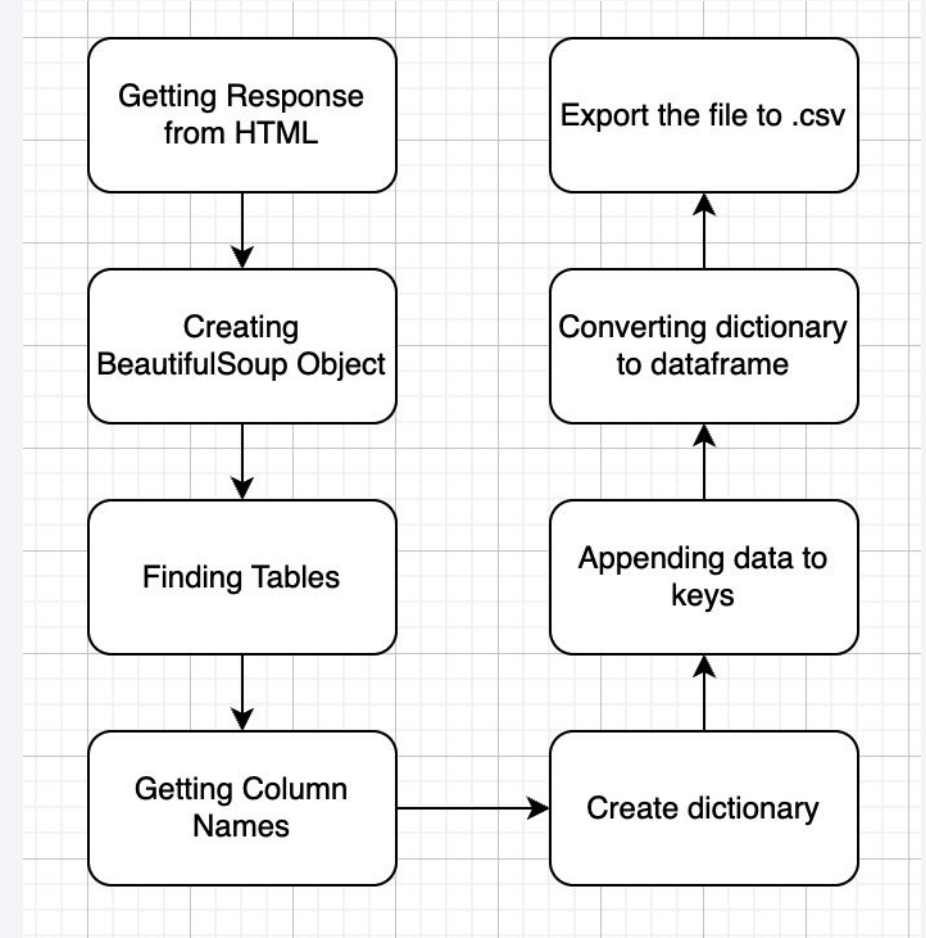 Getting Response
from HTML
Creating
BeautifulSoup Object
Finding Tables
Getting Column
Names
Create dictionary
Appending data to
keys
Converting dictionary
to dataframe
Export the file to .csv